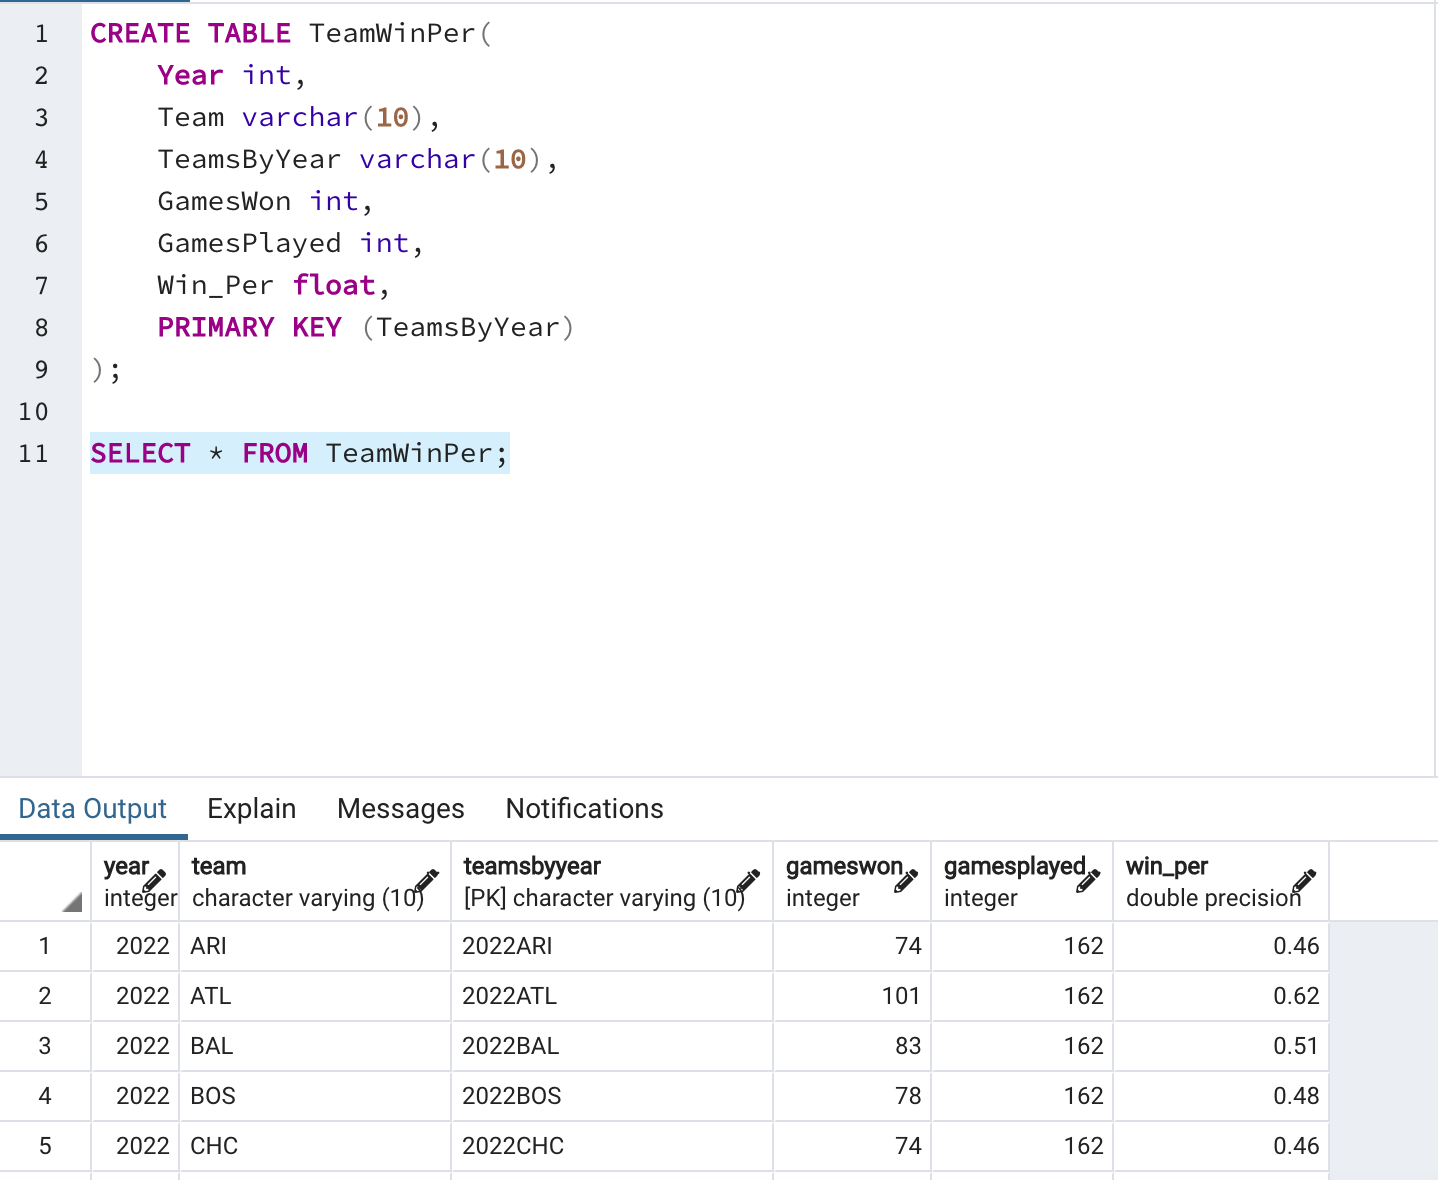 1 CREATE TABLE TeamWinPer(
2 Year int,
3 Team varchar(10),
4 TeamsByYear varchar(10),
5 GamesWon int,
6 GamesPlayed int,
7 Win_Per float,
8 PRIMARY KEY (TeamsByYear)
9 );
10
11 SELECT * FROM TeamWinPer;
Data Output Explain Messages Notifications
year team teamsbyyear gameswon gamesplayed win_per
integer character varying (10) [PK] character varying (10) integer integer double precision
1 2022 ARI 2022ARI 74 162 0.46
2 2022 ATL 2022ATL 101 162 0.62
3 2022 BAL 2022BAL 83 162 0.51
4 2022 BOS 2022BOS 78 162 0.48
5 2022 CHC 2022CHC 74 162 0.46